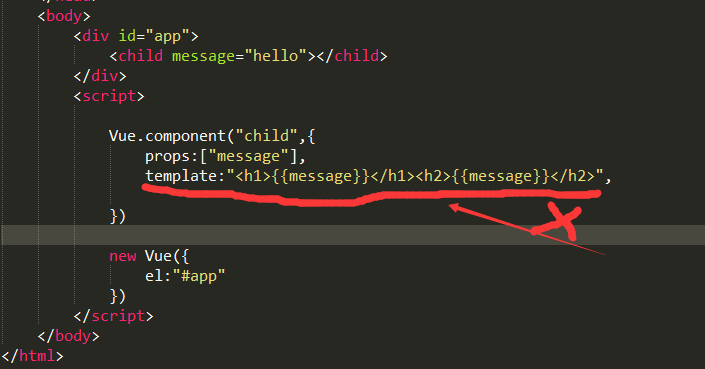 </head>
<body>
<div id="app">
<child message="hello"></child>
</div>
<script>
Vue.component("child",{
props:["message"],
template:"<h1>{{message}}</h1><h2>{{message}}</h2>",
})
new Vue({
el:"#app"
})
</script>
</body>
</html>